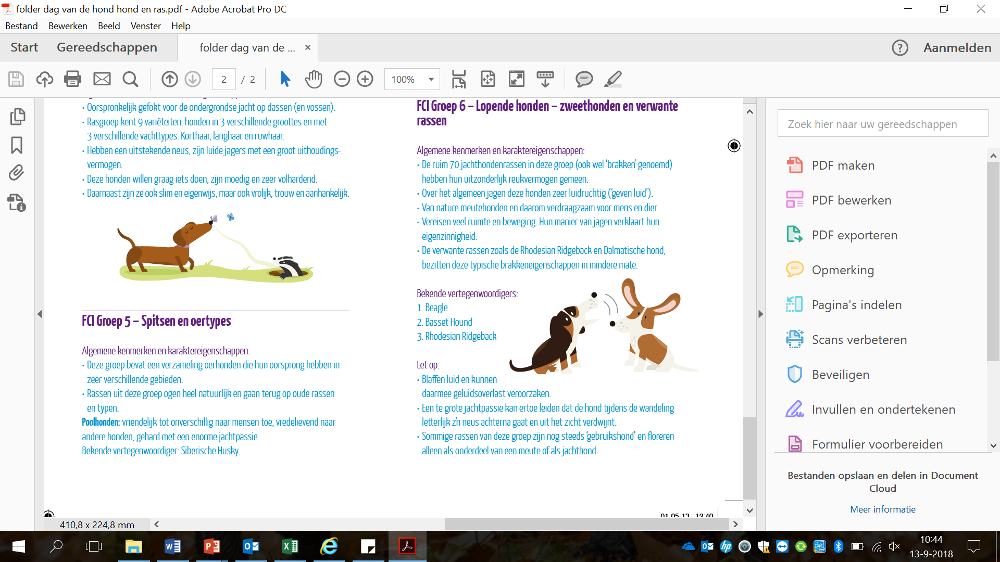 folder dag van de hond hond en ras.pdf - Adobe Acrobat Pro DC
Bestand Bewerken Beeld Venster Help
Start Gereedschappen folder dag van de ... × Aanmelden
2 / 2 100%
• Oorspronkelijk gefokt voor de ondergrondse jacht op dassen (en vossen).
• Rasgroep kent 9 variëteiten: honden in 3 verschillende groottes en met
3 verschillende vachttypes. Korthaar, langhaar en ruwhaar.
• Hebben een uitstekende neus, zijn luide jagers met een groot uithoudings-
vermogen.
• Deze honden willen graag iets doen, zijn moedig en zeer volhardend.
• Daarnaast zijn ze ook slim en eigenwijs, maar ook vrolijk, trouw en aanhankelijk.
FCI Groep 5 – Spitsen en oertypes
Algemene kenmerken en karaktereigenschappen:
• Deze groep bevat een verzameling oerhonden die hun oorsprong hebben in
zeer verschillende gebieden.
• Rassen uit deze groep ogen heel natuurlijk en gaan terug op oude rassen
en typen.
Poolhonden: vriendelijk tot onverschillig naar mensen toe, vredelievend naar
andere honden, gehard met een enorme jachtpassie.
Bekende vertegenwoordiger: Siberische Husky.
FCI Groep 6 – Lopende honden – zweethonden en verwante
rassen
Algemene kenmerken en karaktereigenschappen:
• De ruim 70 jachthondenrassen in deze groep (ook wel ‘brakken’ genoemd)
hebben hun uitzonderlijk reukvermogen gemeen.
• Over het algemeen jagen deze honden zeer luidruchtig (‘geven luid’).
• Van nature meutehonden en daarom verdraagzaam voor mens en dier.
• Vereisen veel ruimte en beweging. Hun manier van jagen verklaart hun
eigenzinnigheid.
• De verwante rassen zoals de Rhodesian Ridgeback en Dalmatische hond,
bezitten deze typische brakkeneigenschappen in mindere mate.
Bekende vertegenwoordigers:
1. Beagle
2. Basset Hound
3. Rhodesian Ridgeback
Let op:
• Blaffen luid en kunnen
daarmee geluidsoverlast veroorzaken.
• Een te grote jachtpassie kan ertoe leiden dat de hond tijdens de wandeling
letterlijk z’n neus achterna gaat en uit het zicht verdwijnt.
• Sommige rassen van deze groep zijn nog steeds ‘gebruikshond’ en floreren
alleen als onderdeel van een meute of als jachthond.
01-05-13 12:40
410,8 x 224,8 mm
Zoek hier naar uw gereedschappen
PDF maken
PDF bewerken
PDF exporteren
Opmerking
Pagina's indelen
Scans verbeteren
Beveiligen
Invullen en ondertekenen
Formulier voorbereiden
Bestanden opslaan en delen in Document
Cloud
Meer informatie
10:44
13-9-2018